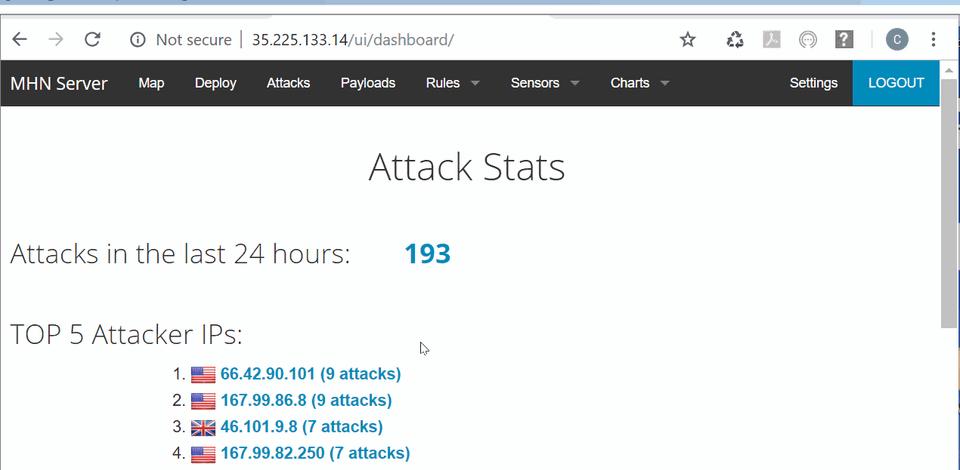 Not secure | 35.225.133.14/ui/dashboard/
C
MHN Server Map Deploy Attacks Payloads Rules Sensors Charts Settings LOGOUT
Attack Stats
Attacks in the last 24 hours: 193
TOP 5 Attacker IPs:
1. 66.42.90.101 (9 attacks)
2. 167.99.86.8 (9 attacks)
3. 46.101.9.8 (7 attacks)
4. 167.99.82.250 (7 attacks)